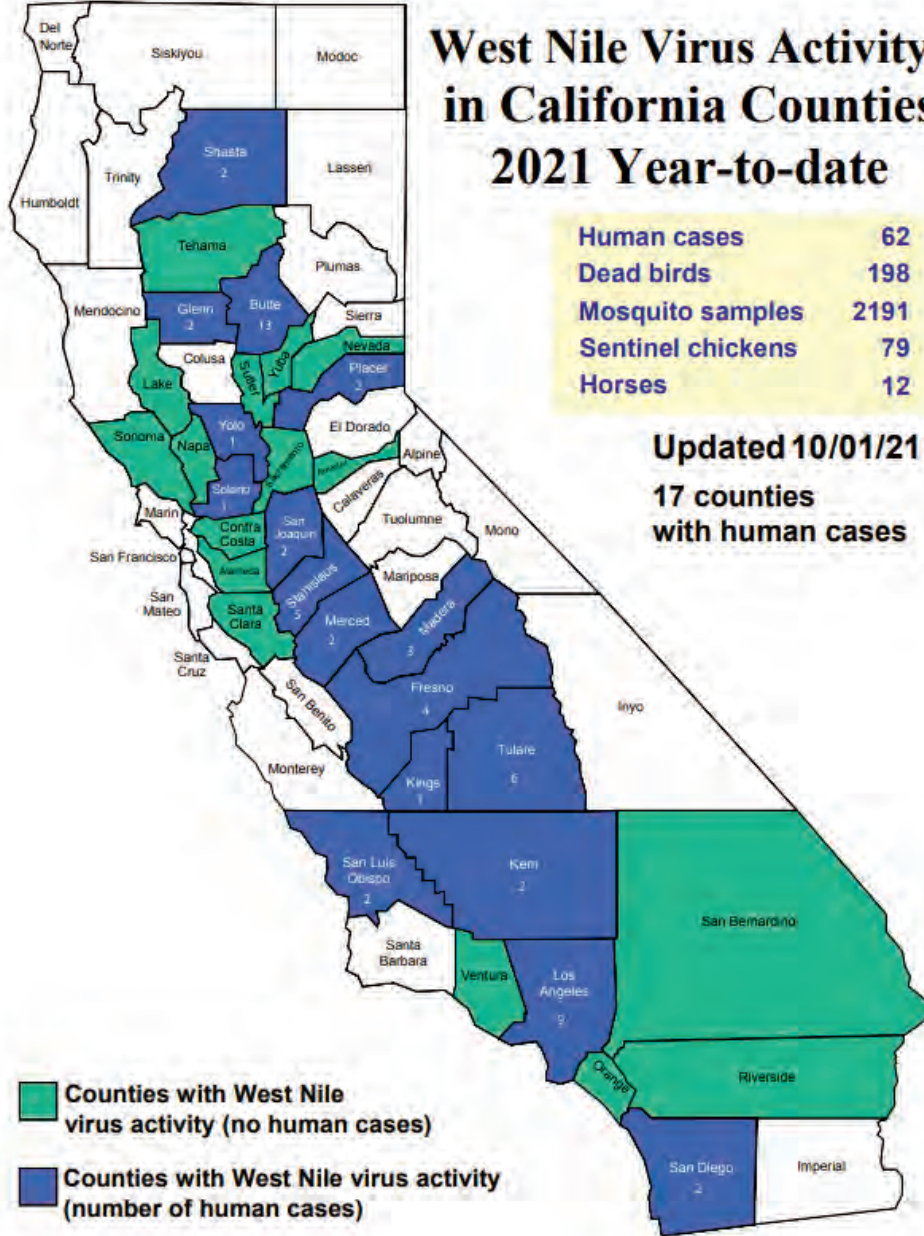 West Nile Virus Activity
in California Counties
2021 Year-to-date
Human cases 62
Dead birds 198
Mosquito samples 2191
Sentinel chickens 79
Horses 12
Updated 10/01/21
17 counties
with human cases
Del
Norte
Siskiyou
Modoc
Shasta
2
Trinity
Lassen
Humboldt
Tehama
Plumas
Mendocino
Glenn
2
Butte
13
Sierra
Colusa
Sutter
Yuba
Nevada
Placer
2
Lake
Yolo
1
El Dorado
Sonoma
Napa
Sacramento
Amador
Alpine
Solano
1
Calaveras
Marin
Contra
Costa
San
Joaquin
2
Tuolumne
Mono
San Francisco
Alameda
Stanislaus
5
Mariposa
San
Mateo
Santa
Clara
Merced
2
Madera
3
Santa
Cruz
San Benito
Fresno
4
Inyo
Monterey
Kings
1
Tulare
6
San Luis
Obispo
2
Kern
2
San Bernardino
Santa
Barbara
Ventura
Los
Angeles
9
Orange
Riverside
San Diego
2
Imperial
Counties with West Nile
virus activity (no human cases)
Counties with West Nile virus activity
(number of human cases)